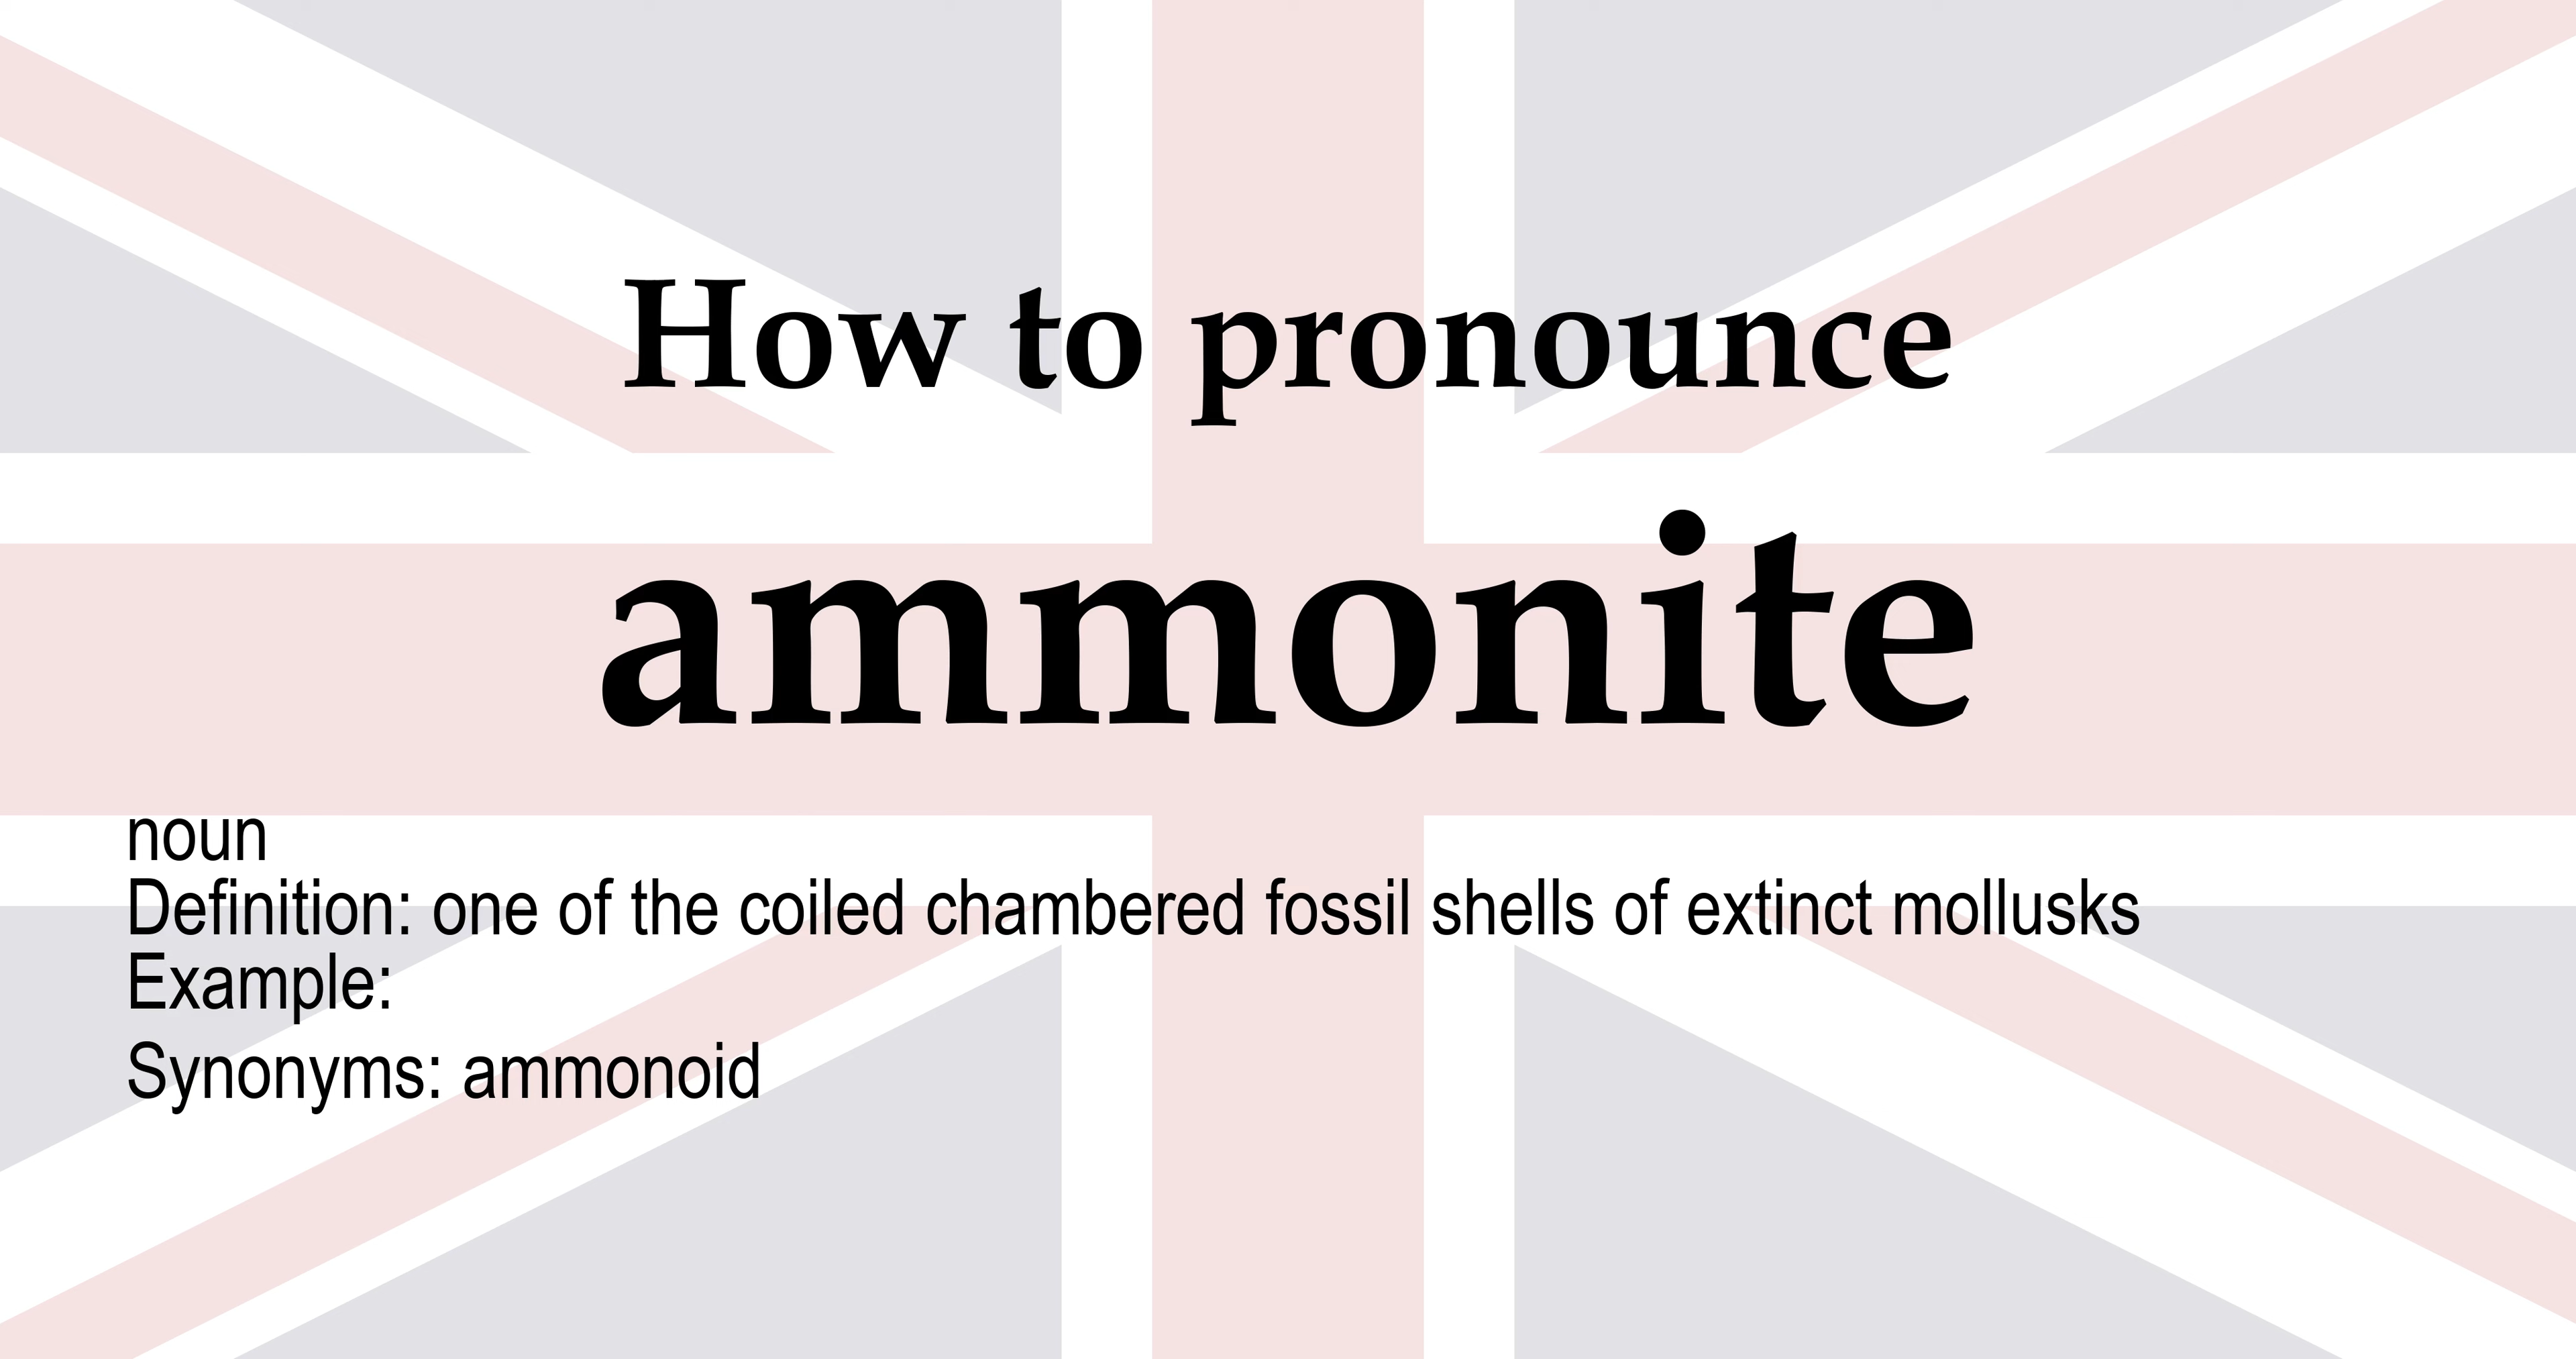 How to pronounce
ammonite
noun
Definition: one of the coiled chambered fossil shells of extinct mollusks
Example:
Synonyms: ammonoid